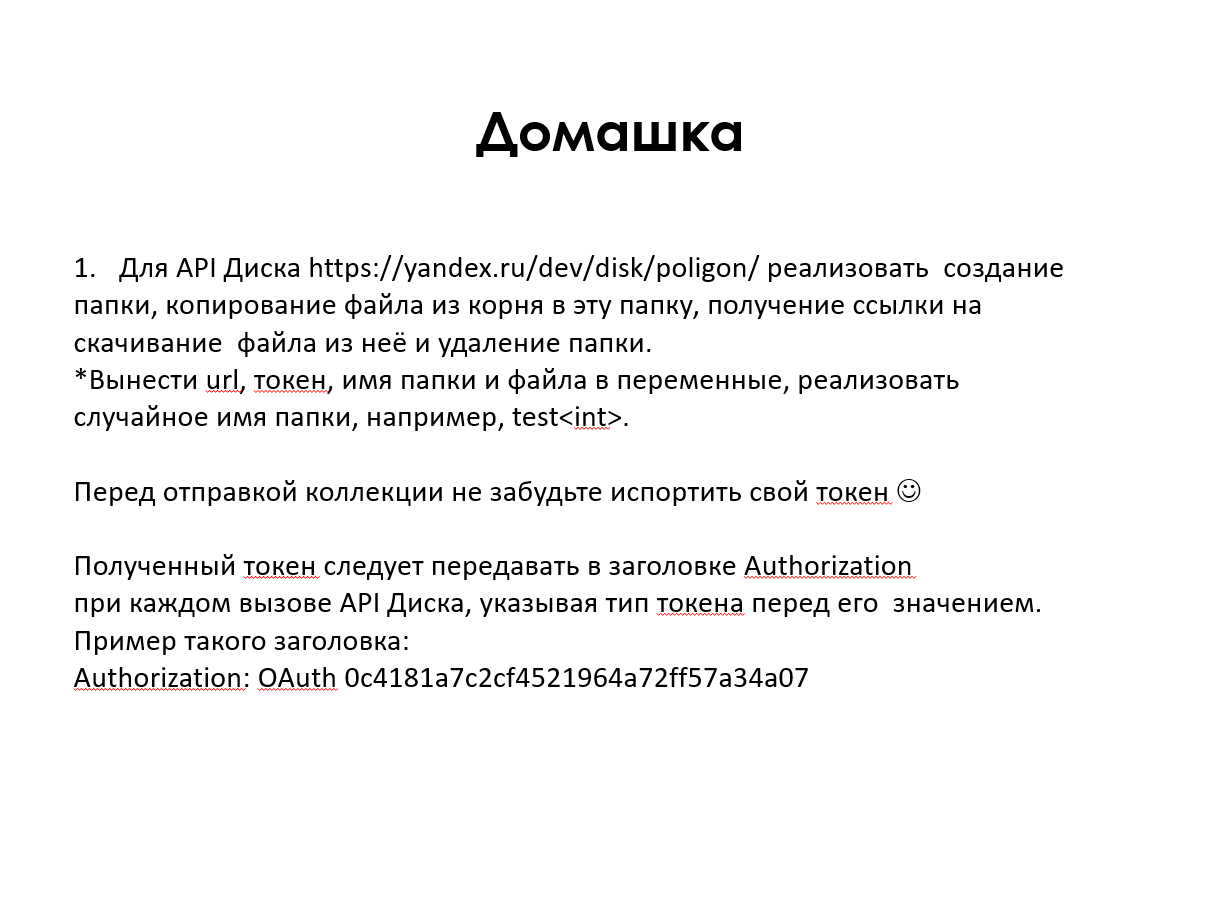 Домашка
1. Для API Диска https://yandex.ru/dev/disk/poligon/ реализовать создание
папки, копирование файла из корня в эту папку, получение ссылки на
скачивание файла из неё и удаление папки.
*Вынести url, токен, имя папки и файла в переменные, реализовать
случайное имя папки, например, test<int>.
Перед отправкой коллекции не забудьте испортить свой токен ☺
Полученный токен следует передавать в заголовке Authorization
при каждом вызове API Диска, указывая тип токена перед его значением.
Пример такого заголовка:
Authorization: OAuth 0c4181a7c2cf4521964a72ff57a34a07